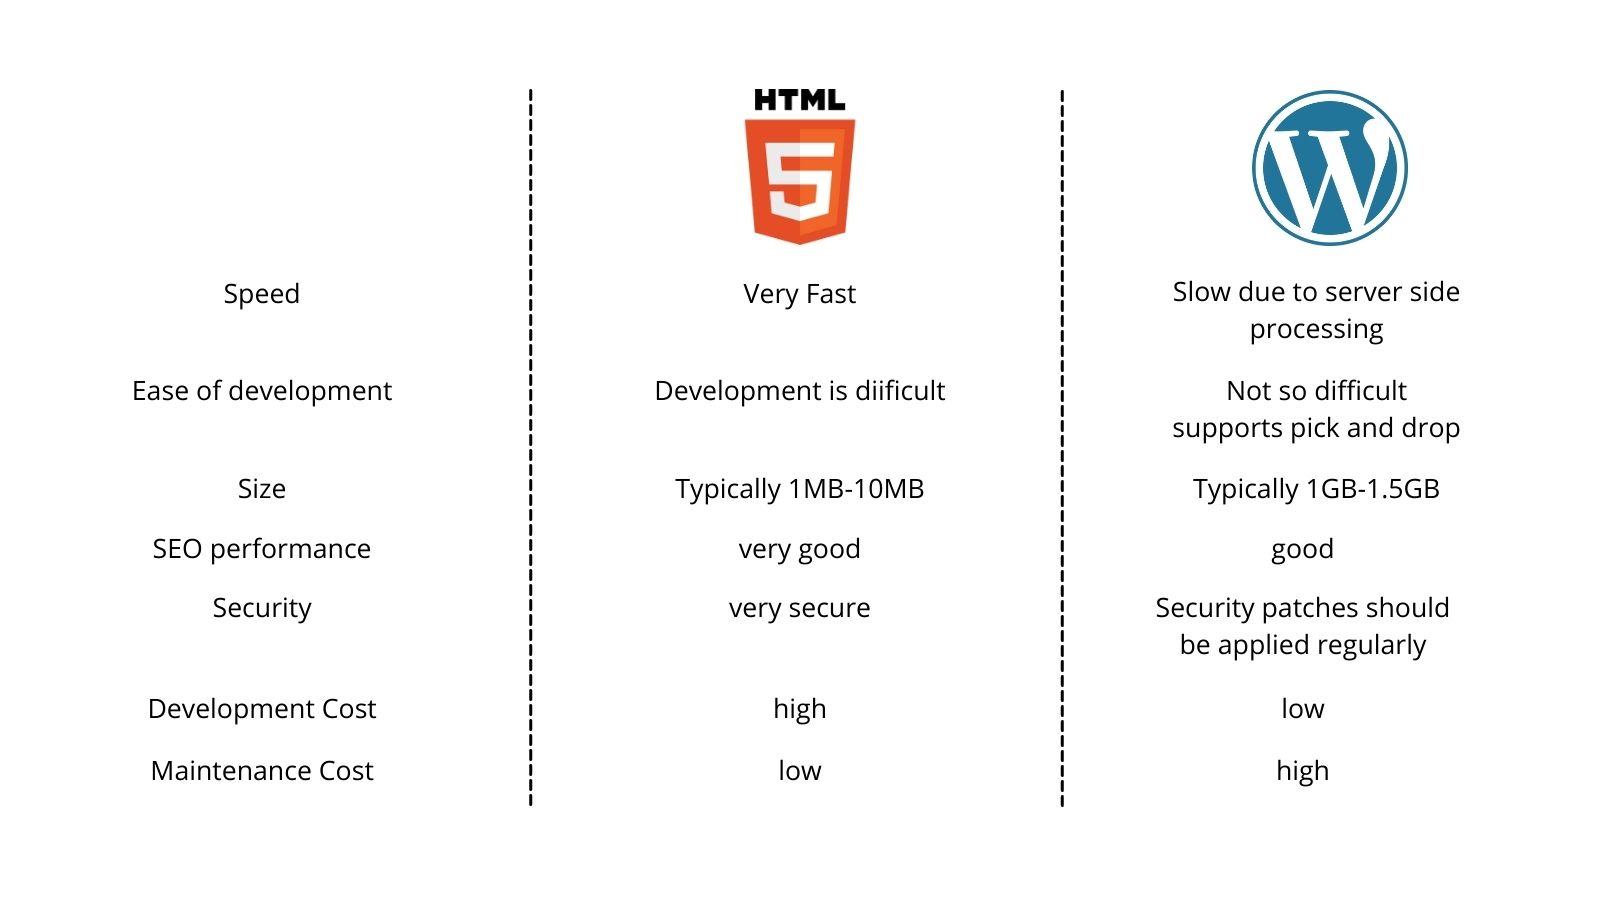 HTML
5
W
Speed
Very Fast
Slow due to server side
processing
Ease of development
Development is diificult
Not so difficult
supports pick and drop
Size
Typically 1MB-10MB
Typically 1GB-1.5GB
SEO performance
very good
good
Security
very secure
Security patches should
be applied regularly
Development Cost
high
low
Maintenance Cost
low
high